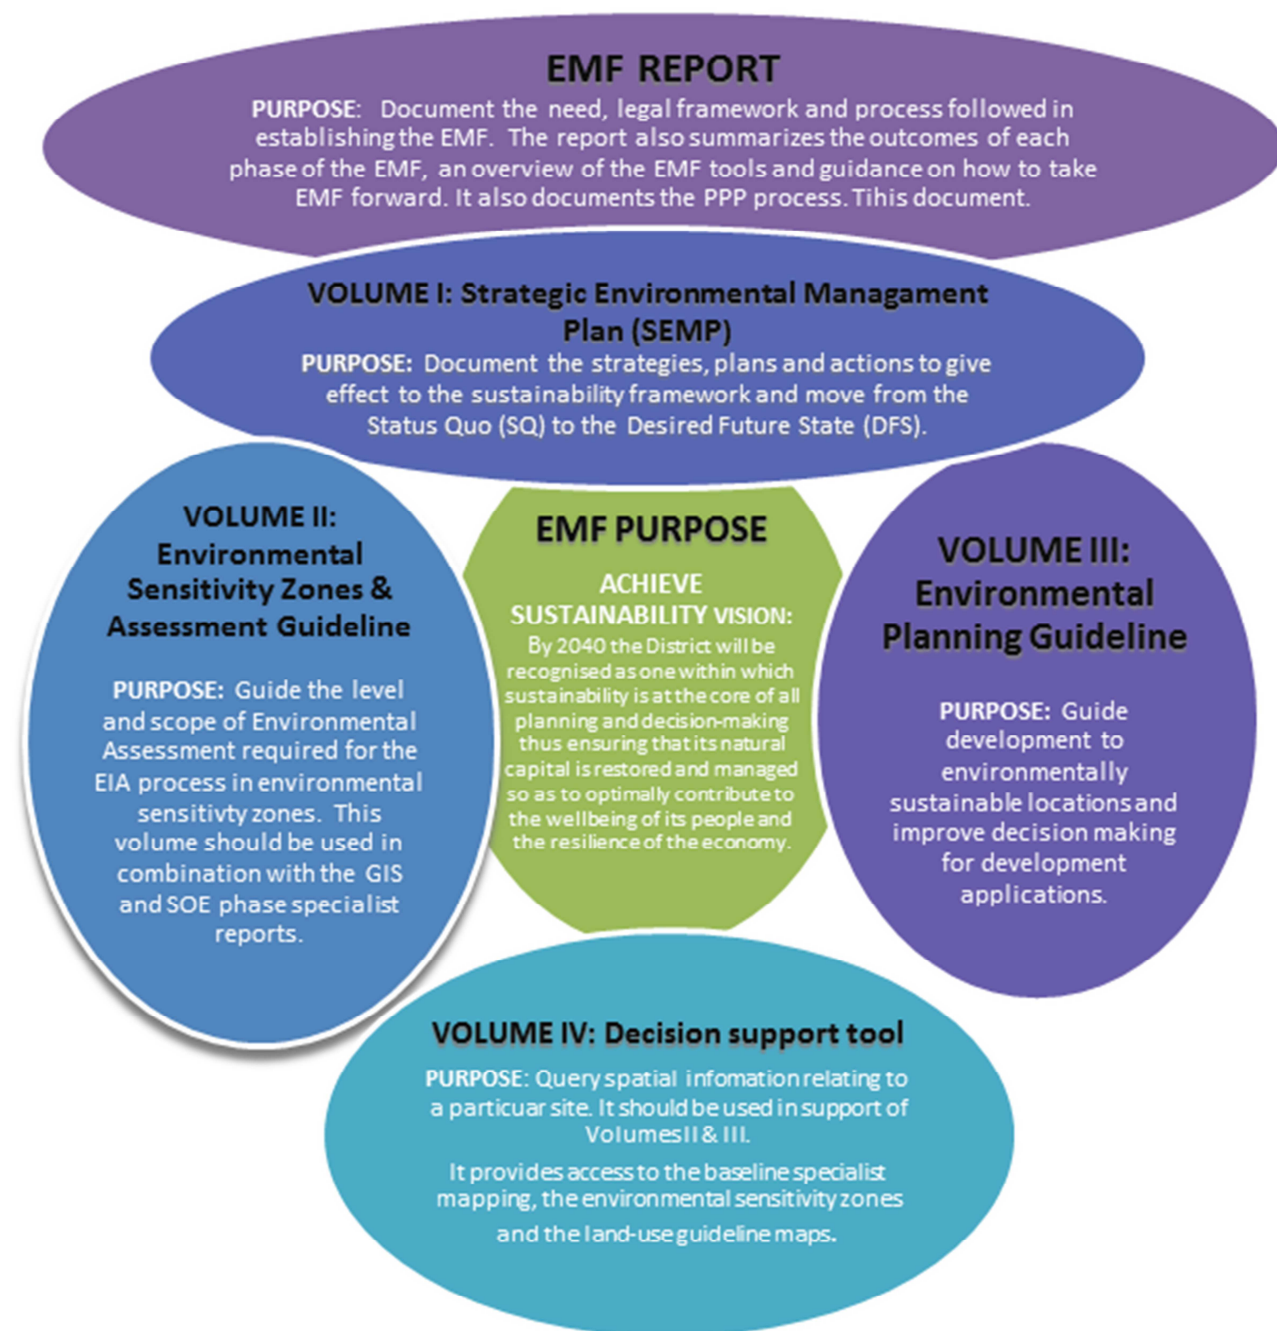 EMF REPORT
PURPOSE: Document the need, legal framework and process followed in
establishing the EMF. The report also summarizes the outcomes of each
phase of the EMF, an overview of the EMF tools and guidance on how to take
EMF forward. It also documents the PPP process. Tihis document.
VOLUME I: Strategic Environmental Managament
Plan (SEMP)
PURPOSE: Document the strategies, plans and actions to give
effect to the sustainability framework and move from the
Status Quo (SQ) to the Desired Future State (DFS).
VOLUME II:
Environmental
Sensitivity Zones &
Assessment Guideline
PURPOSE: Guide the level
and scope of Environmental
Assessment required for the
EIA process in environmental
sensitivty zones. This
volume should be used in
combination with the GIS
and SOE phase specialist
reports.
EMF PURPOSE
ACHIEVE
SUSTAINABILITY VISION:
By 2040 the District will be
recognised as one within which
sustainability is at the core of all
planning and decision-making
thus ensuring that its natural
capital is restored and managed
so as to optimally contribute to
the wellbeing of its people and
the resilience of the economy.
VOLUME III:
Environmental
Planning Guideline
PURPOSE: Guide
development to
environmentally
sustainable locations and
improve decision making
for development
applications.
VOLUME IV: Decision support tool
PURPOSE: Query spatial infomation relating to
a particuar site. It should be used in support of
Volumes II & III.
It provides access to the baseline specialist
mapping, the environmental sensitivity zones
and the land-use guideline maps.